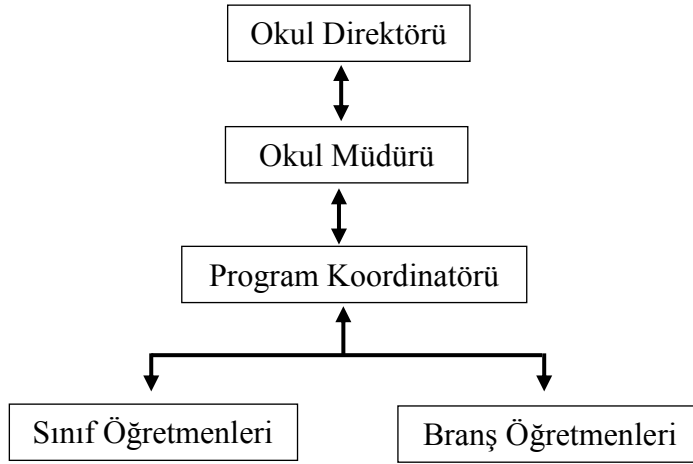 Okul Direktörü
Okul Müdürü
Program Koordinatörü
Sınıf Öğretmenleri
Branş Öğretmenleri